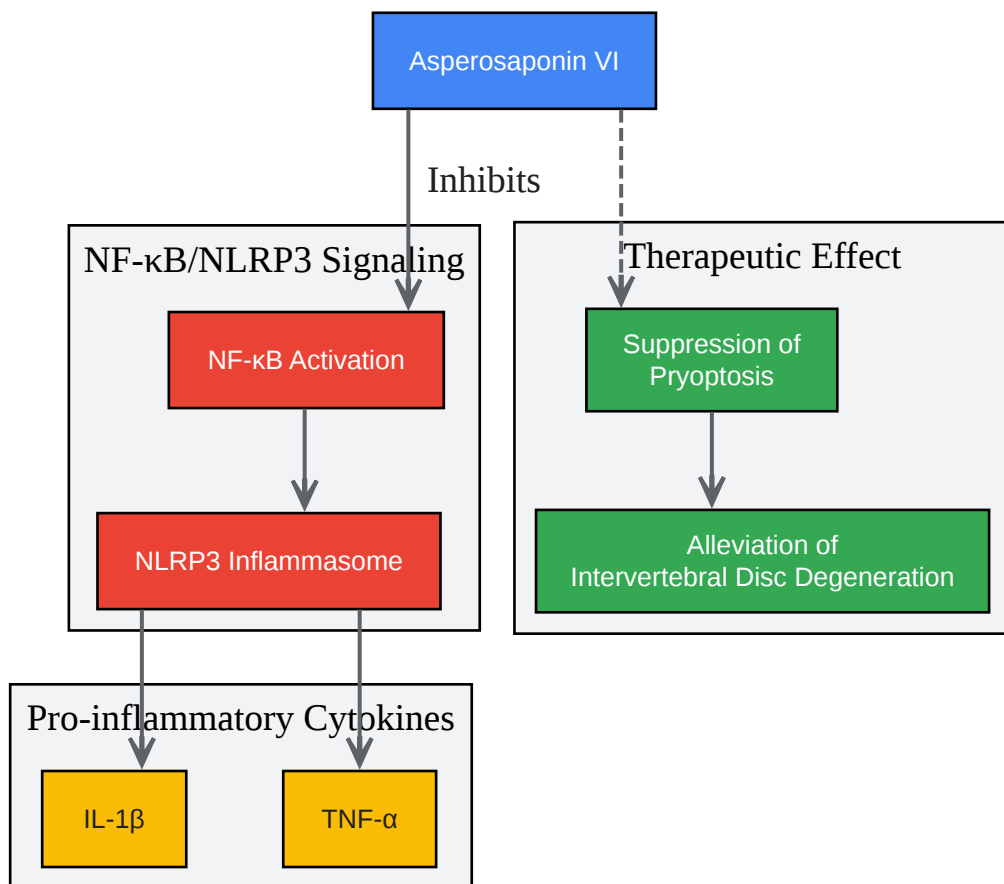 Asperosaponin VI
Inhibits
NF-κB/NLRP3 Signaling
NF-κB Activation
NLRP3 Inflammasome
Pro-inflammatory Cytokines
IL-1β
TNF-α
Therapeutic Effect
Suppression of
Pryoptosis
Alleviation of
Intervertebral Disc Degeneration